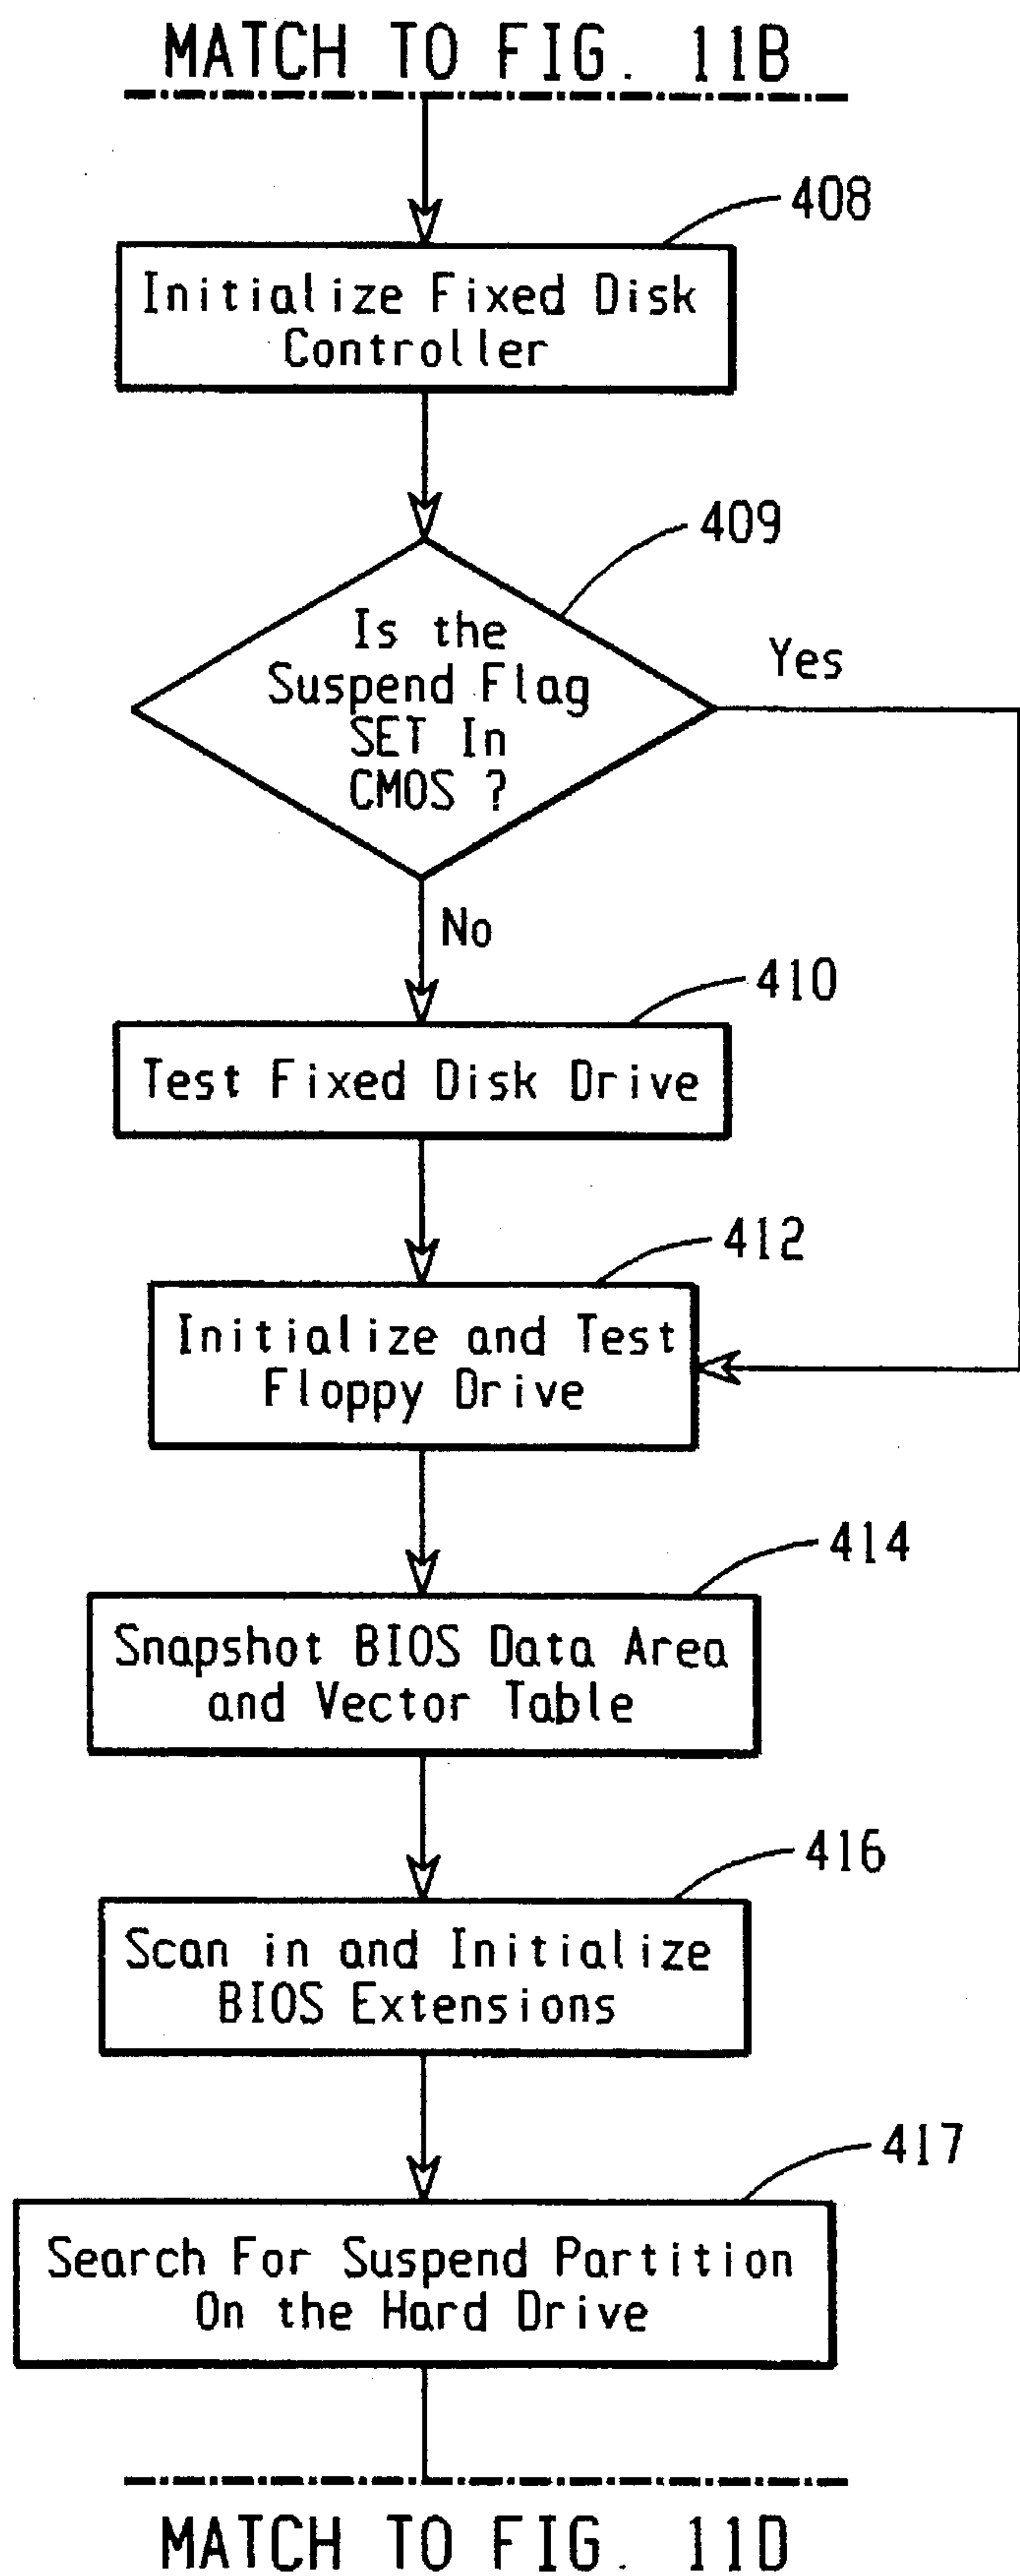 MATCH TO FIG. 11B
408
Initialize Fixed Disk
Controller
409
Is the
Suspend Flag
SET In
CMOS ?
Yes
No
410
Test Fixed Disk Drive
412
Initialize and Test
Floppy Drive
414
Snapshot BIOS Data Area
and Vector Table
416
Scan in and Initialize
BIOS Extensions
417
Search For Suspend Partition
On the Hard Drive
MATCH TO FIG. 11D